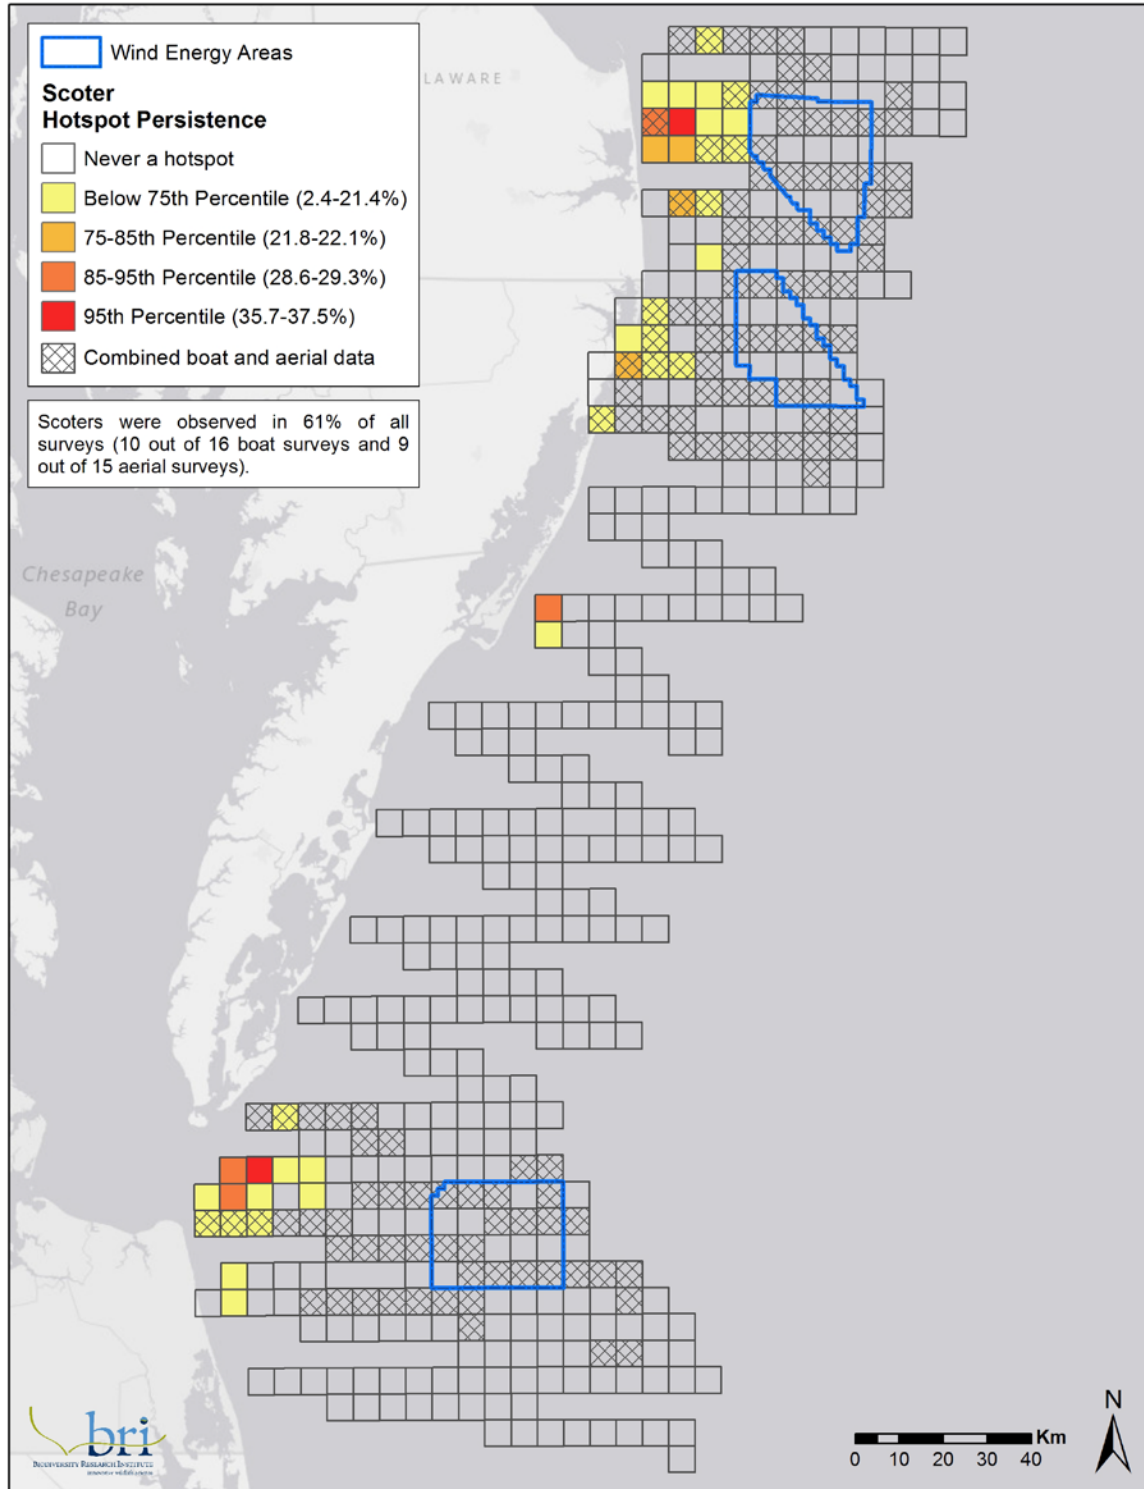 Wind Energy Areas
Scoter
Hotspot Persistence
Never a hotspot
Below 75th Percentile (2.4-21.4%)
75-85th Percentile (21.8-22.1%)
85-95th Percentile (28.6-29.3%)
95th Percentile (35.7-37.5%)
Combined boat and aerial data
Scoters were observed in 61% of all
surveys (10 out of 16 boat surveys and 9
out of 15 aerial surveys).
LAWARE
Chesapeake
Bay
bri
BIODIVERSITY RESEARCH INSTITUTE
N
Km
0 10 20 30 40